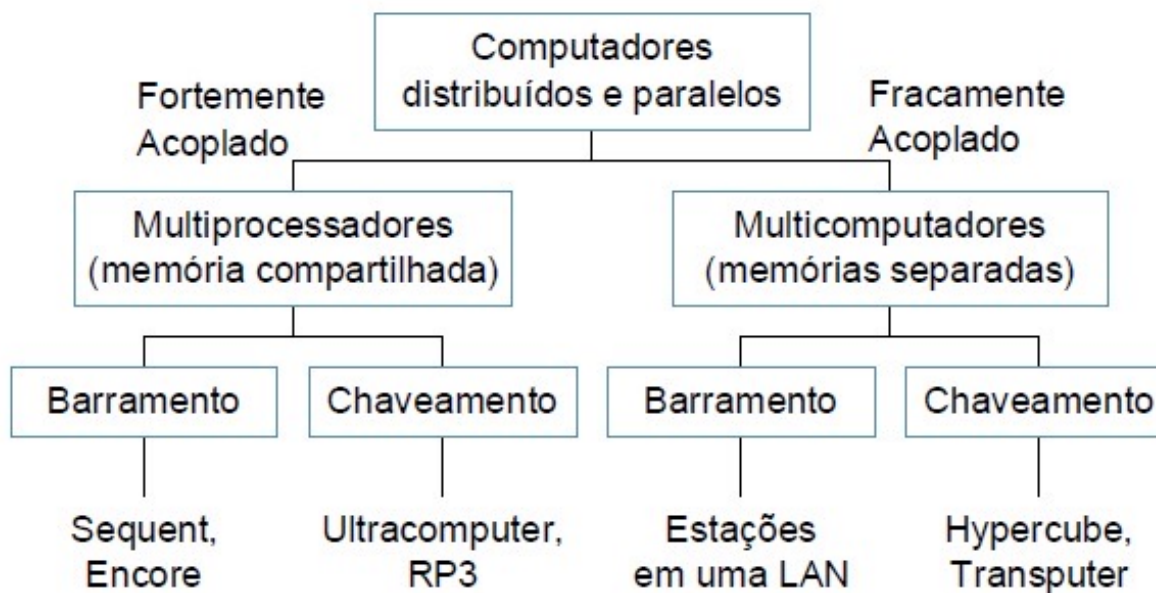 Computadores
distribuídos e paralelos
Fortemente
Acoplado
Fracamente
Acoplado
Multiprocessadores
(memória compartilhada)
Multicomputadores
(memórias separadas)
Barramento
Chaveamento
Barramento
Chaveamento
Sequent,
Encore
Ultracomputer,
RP3
Estações
em uma LAN
Hypercube,
Transputer